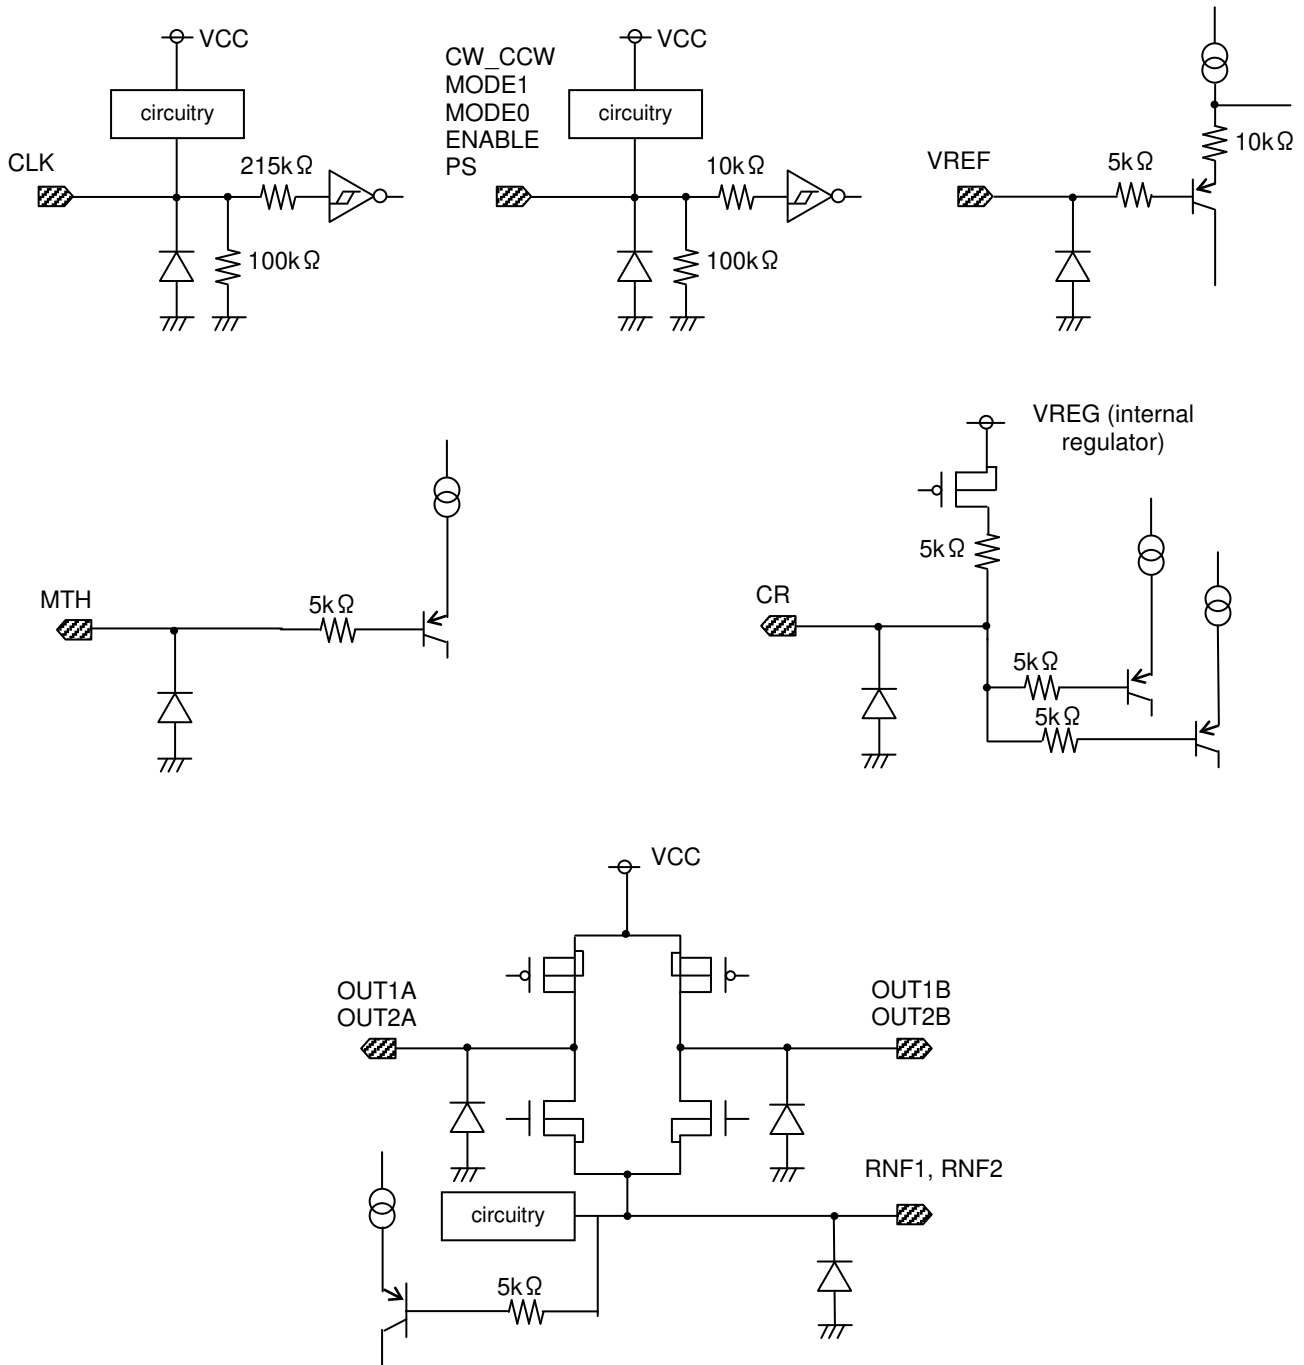 VCC
circuitry
CLK
215kΩ
100kΩ
VCC
CW_CCW
MODE1
MODE0
ENABLE
PS
circuitry
10kΩ
100kΩ
VREF
5kΩ
10kΩ
MTH
5kΩ
VREG (internal
regulator)
5kΩ
CR
5kΩ
5kΩ
VCC
OUT1A
OUT2A
OUT1B
OUT2B
RNF1, RNF2
circuitry
5kΩ